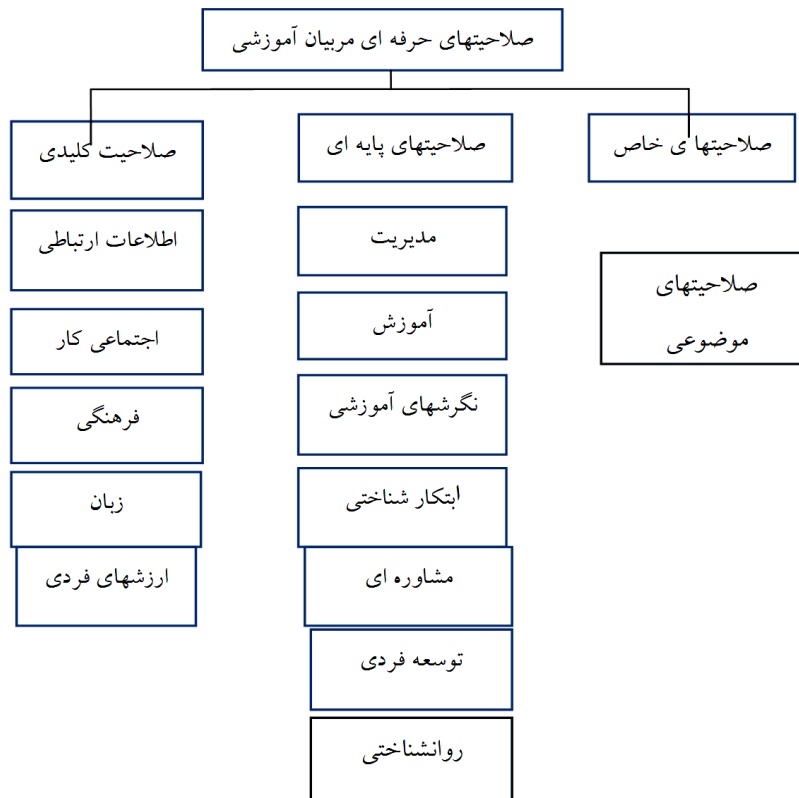 صلاحیتهای حرفه ای مربیان آموزشی
صلاحیتها ی خاص
صلاحیتهای پایه ای
صلاحیت کلیدی
صلاحیتهای
موضوعی
مدیریت
آموزش
نگرشهای آموزشی
ابتکار شناختی
مشاوره ای
توسعه فردی
روانشناختی
اطلاعات ارتباطی
اجتماعی کار
فرهنگی
زبان
ارزشهای فردی